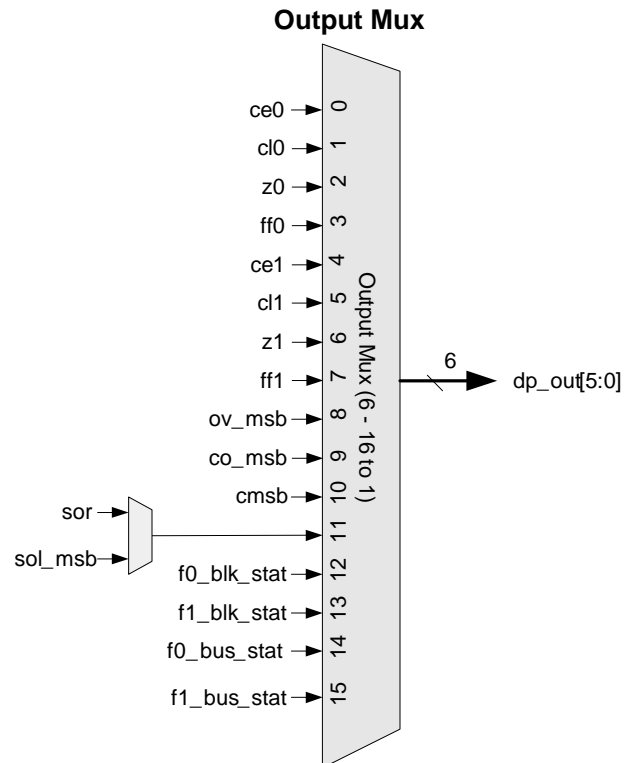 Output Mux
ce0 0
cl0 1
z0 2
ff0 3
ce1 4
cl1 5
z1 6
ff1 7
ov_msb 8
co_msb 9
cmsb 10
sor
sol_msb
11
f0_blk_stat 12
f1_blk_stat 13
f0_bus_stat 14
f1_bus_stat 15
Output Mux (6 - 16 to 1)
6
dp_out[5:0]